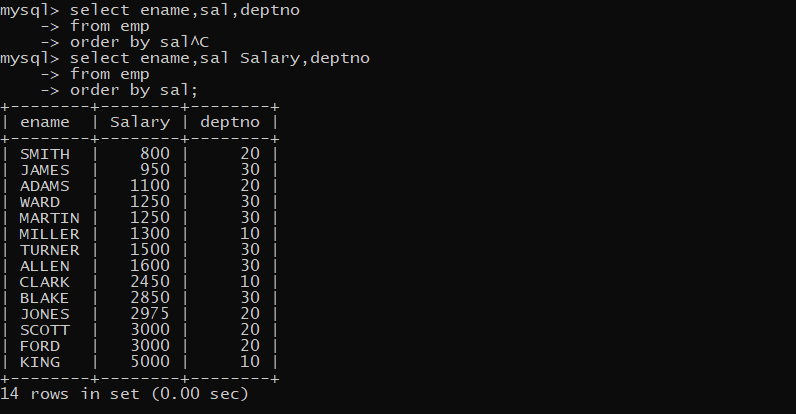 mysql> select ename,sal,deptno
    -> from emp
    -> order by sal^C
mysql> select ename,sal Salary,deptno
    -> from emp
    -> order by sal;
+--------+--------+--------+
| ename  | Salary | deptno |
+--------+--------+--------+
| SMITH  |    800 |     20 |
| JAMES  |    950 |     30 |
| ADAMS  |   1100 |     20 |
| WARD   |   1250 |     30 |
| MARTIN |   1250 |     30 |
| MILLER |   1300 |     10 |
| TURNER |   1500 |     30 |
| ALLEN  |   1600 |     30 |
| CLARK  |   2450 |     10 |
| BLAKE  |   2850 |     30 |
| JONES  |   2975 |     20 |
| SCOTT  |   3000 |     20 |
| FORD   |   3000 |     20 |
| KING   |   5000 |     10 |
+--------+--------+--------+
14 rows in set (0.00 sec)